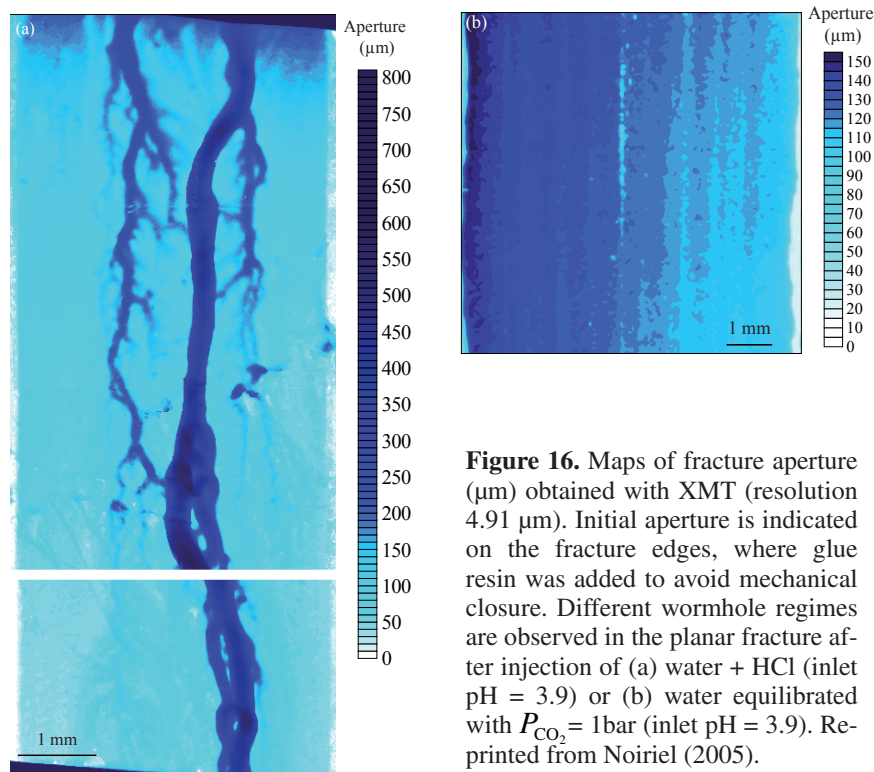 (a)
Aperture
(µm)
800
750
700
650
600
550
500
450
400
350
300
250
200
150
100
50
0
1 mm
(b)
Aperture
(µm)
150
140
130
120
110
100
90
80
70
60
50
40
30
20
10
0
1 mm
Figure 16. Maps of fracture aperture
(µm) obtained with XMT (resolution
4.91 µm). Initial aperture is indicated
on the fracture edges, where glue
resin was added to avoid mechanical
closure. Different wormhole regimes
are observed in the planar fracture af-
ter injection of (a) water + HCl (inlet
pH = 3.9) or (b) water equilibrated
with P_CO₂ = 1bar (inlet pH = 3.9). Re-
printed from Noiriel (2005).